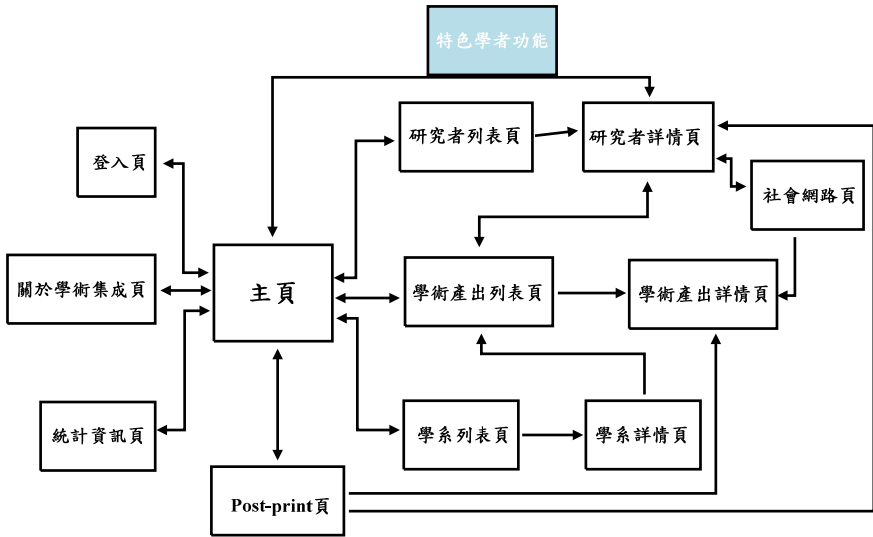 特色學者功能
研究者列表頁
研究者詳情頁
登入頁
社會網路頁
關於學術集成頁
主頁
學術產出列表頁
學術產出詳情頁
統計資訊頁
學系列表頁
學系詳情頁
Post-print頁